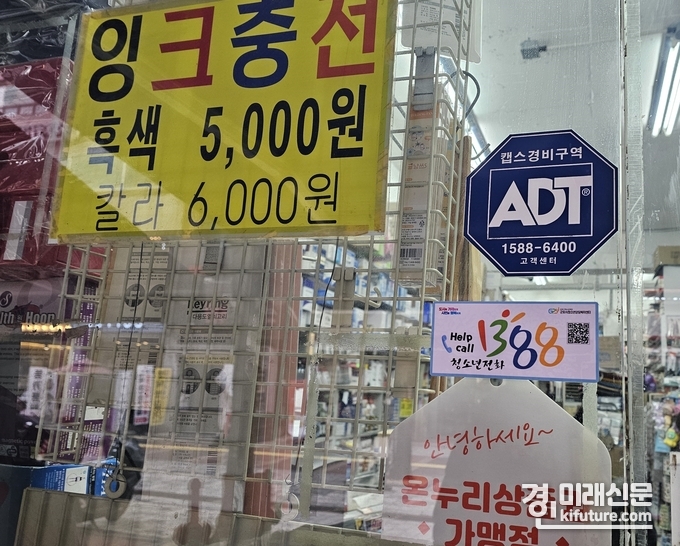 잉크충전
흑색 5,000원
칼라 6,000원
캡스경비구역
ADT
1588-6400
고객센터
Help call 1388
청소년전화
안녕하세요~
온누리상품권
가맹점
경기미래신문
kifuture.com